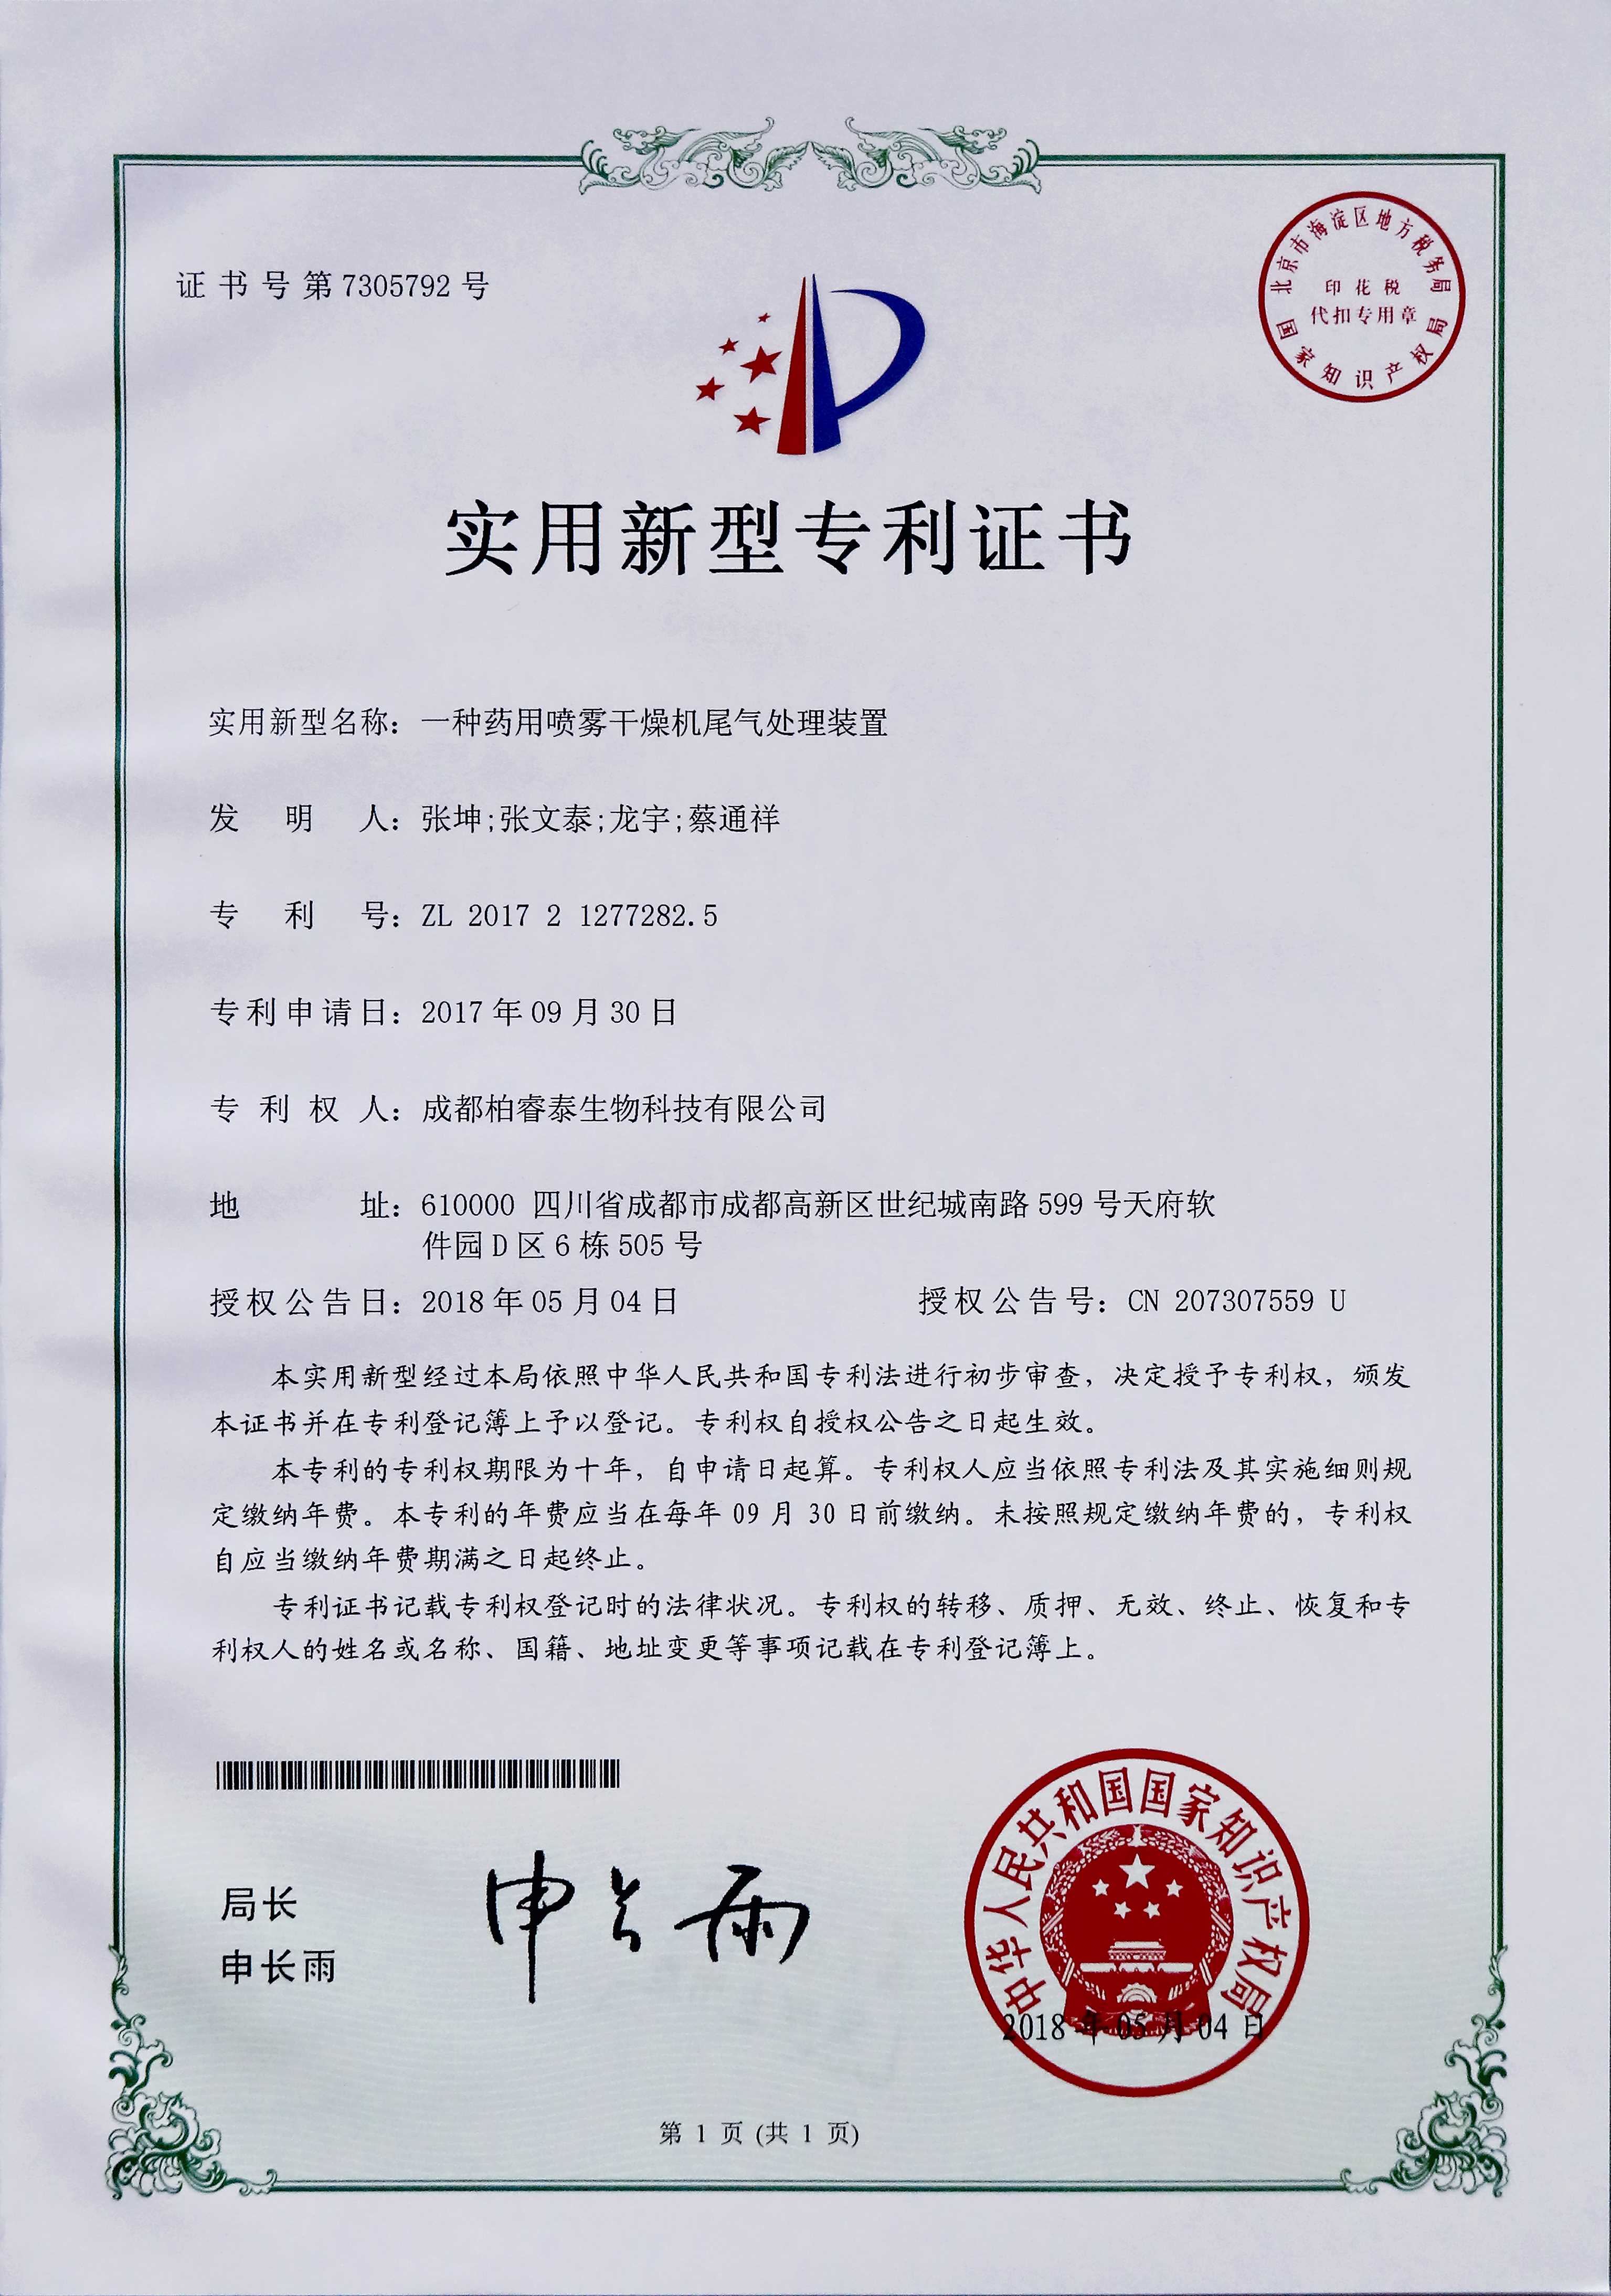 证书号第7305792号
北京市海淀区地方税务局
印花税
代扣专用章
国家知识产权局
实用新型专利证书
实用新型名称：一种药用喷雾干燥机尾气处理装置
发明人：张坤;张文泰;龙宇;蔡通祥
专利号：ZL 2017 2 1277282.5
专利申请日：2017年09月30日
专利权人：成都柏睿泰生物科技有限公司
地址：610000 四川省成都市成都高新区世纪城南路599号天府软
件园D区6栋505号
授权公告日：2018年05月04日 授权公告号：CN 207307559 U
本实用新型经过本局依照中华人民共和国专利法进行初步审查，决定授予专利权，颁发
本证书并在专利登记簿上予以登记。专利权自授权公告之日起生效。
本专利的专利权期限为十年，自申请日起算。专利权人应当依照专利法及其实施细则规
定缴纳年费。本专利的年费应当在每年09月30日前缴纳。未按照规定缴纳年费的，专利权
自应当缴纳年费期满之日起终止。
专利证书记载专利权登记时的法律状况。专利权的转移、质押、无效、终止、恢复和专
利权人的姓名或名称、国籍、地址变更等事项记载在专利登记簿上。
局长
申长雨
申长雨
中华人民共和国国家知识产权局
2018年05月04日
第1页(共1页)